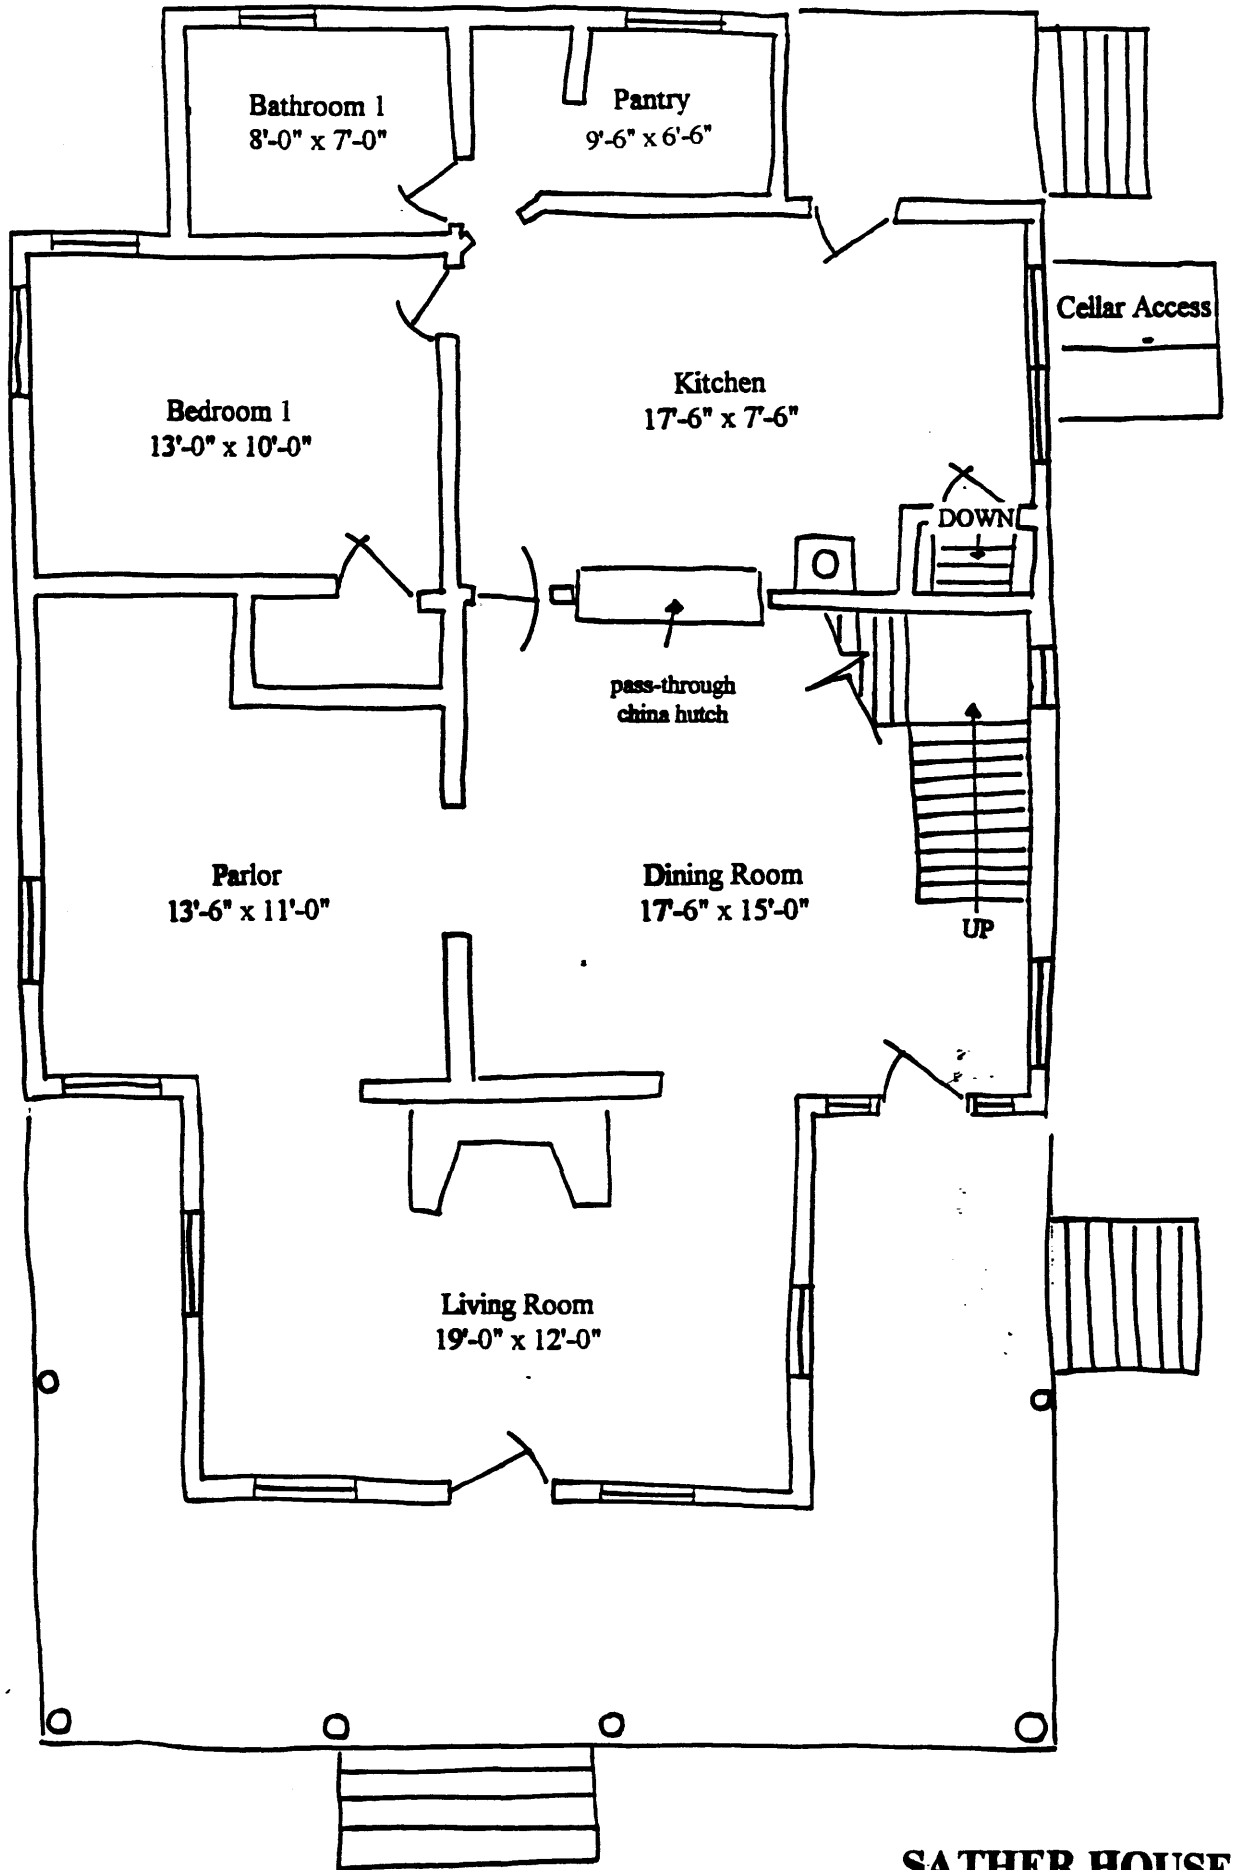 Bathroom 1
8'-0" x 7'-0"
Pantry
9'-6" x 6'-6"
Cellar Access
Kitchen
17'-6" x 7'-6"
Bedroom 1
13'-0" x 10'-0"
DOWN
pass-through
china hutch
Parlor
13'-6" x 11'-0"
Dining Room
17'-6" x 15'-0"
UP
Living Room
19'-0" x 12'-0"
SATHER HOUSE